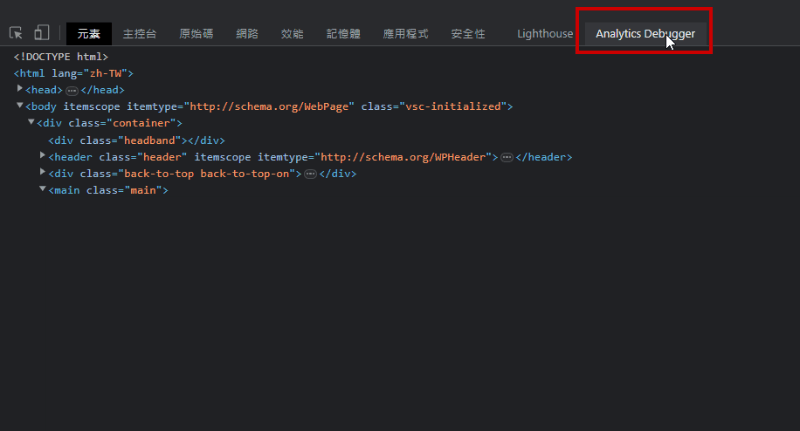 元素 主控台 原始碼 網路 效能 記憶體 應用程式 安全性 Lighthouse Analytics Debugger
<!DOCTYPE html>
<html lang="zh-TW">
<head> ⋯ </head>
<body itemscope itemtype="http://schema.org/WebPage" class="vsc-initialized">
<div class="container">
<div class="headband"></div>
<header class="header" itemscope itemtype="http://schema.org/WPHeader"> ⋯ </header>
<div class="back-to-top back-to-top-on"> ⋯ </div>
<main class="main">